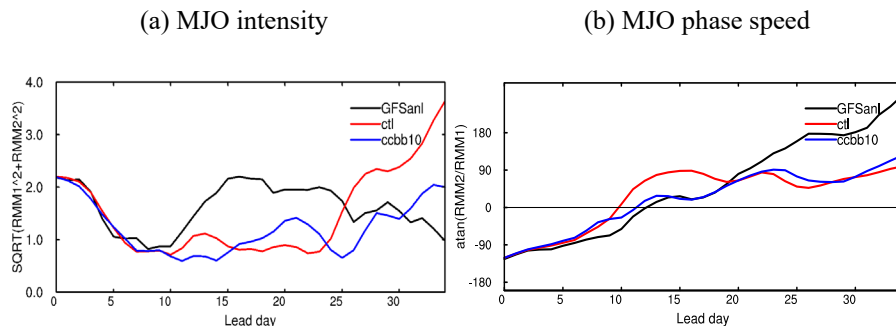 (a) MJO intensity
(b) MJO phase speed
4.0
3.0
2.0
1.0
0.0
SQRT(RMM1^2+RMM2^2)
GFSanl
ctl
ccbb10
0 5 10 15 20 25 30
Lead day
180
90
0
-90
-180
atan(RMM2/RMM1)
GFSanl
ctl
ccbb10
0 5 10 15 20 25 30
Lead day